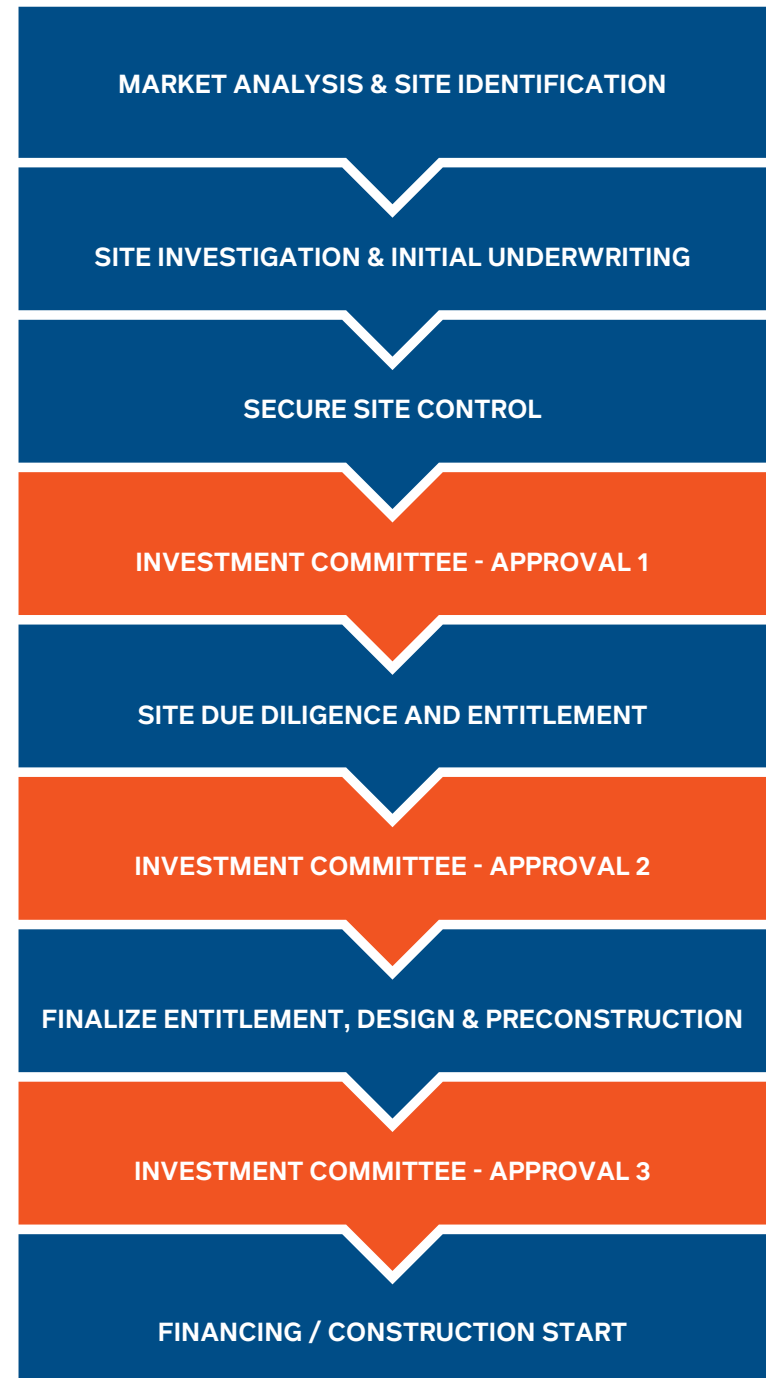 MARKET ANALYSIS & SITE IDENTIFICATION
SITE INVESTIGATION & INITIAL UNDERWRITING
SECURE SITE CONTROL
INVESTMENT COMMITTEE - APPROVAL 1
SITE DUE DILIGENCE AND ENTITLEMENT
INVESTMENT COMMITTEE - APPROVAL 2
FINALIZE ENTITLEMENT, DESIGN & PRECONSTRUCTION
INVESTMENT COMMITTEE - APPROVAL 3
FINANCING / CONSTRUCTION START